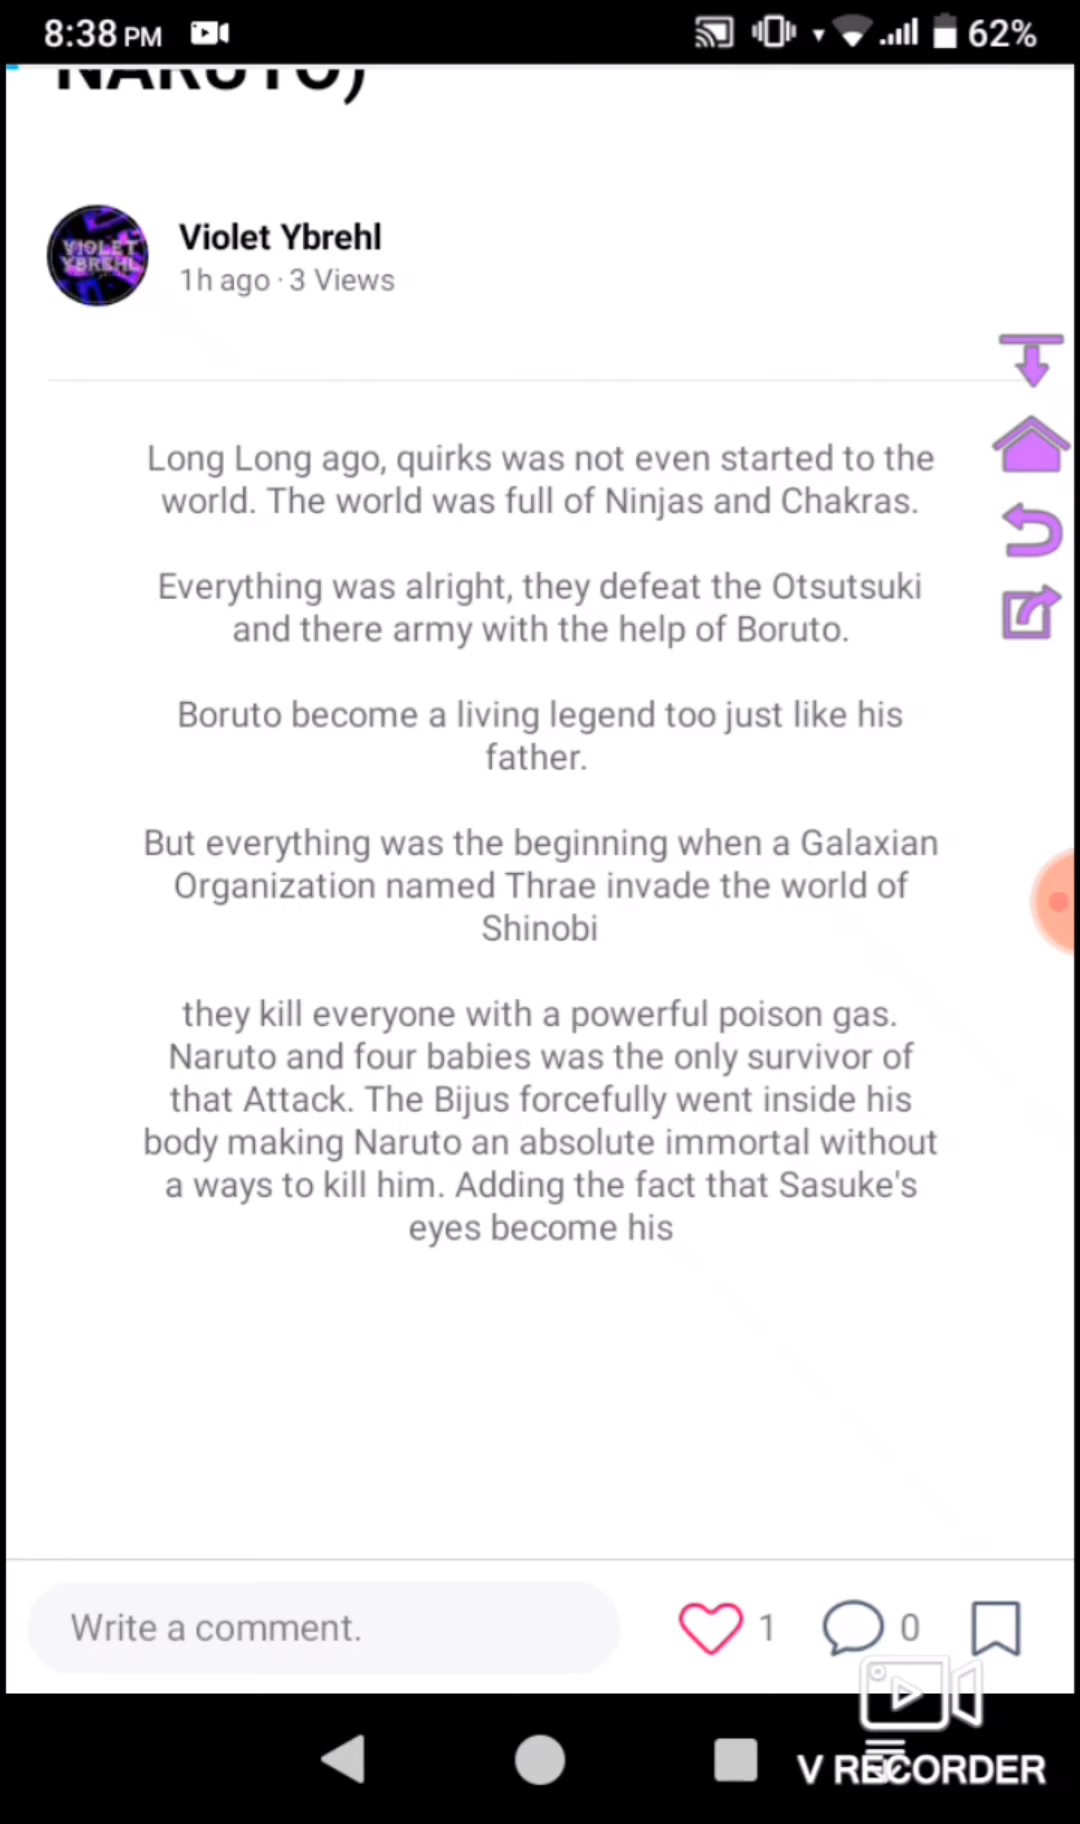 8:38 PM
62%
NARUTO)
VIOLET
YBREHL
Violet Ybrehl
1h ago · 3 Views
Long Long ago, quirks was not even started to the
world. The world was full of Ninjas and Chakras.
Everything was alright, they defeat the Otsutsuki
and there army with the help of Boruto.
Boruto become a living legend too just like his
father.
But everything was the beginning when a Galaxian
Organization named Thrae invade the world of
Shinobi
they kill everyone with a powerful poison gas.
Naruto and four babies was the only survivor of
that Attack. The Bijus forcefully went inside his
body making Naruto an absolute immortal without
a ways to kill him. Adding the fact that Sasuke's
eyes become his
Write a comment.
1
0
V RECORDER